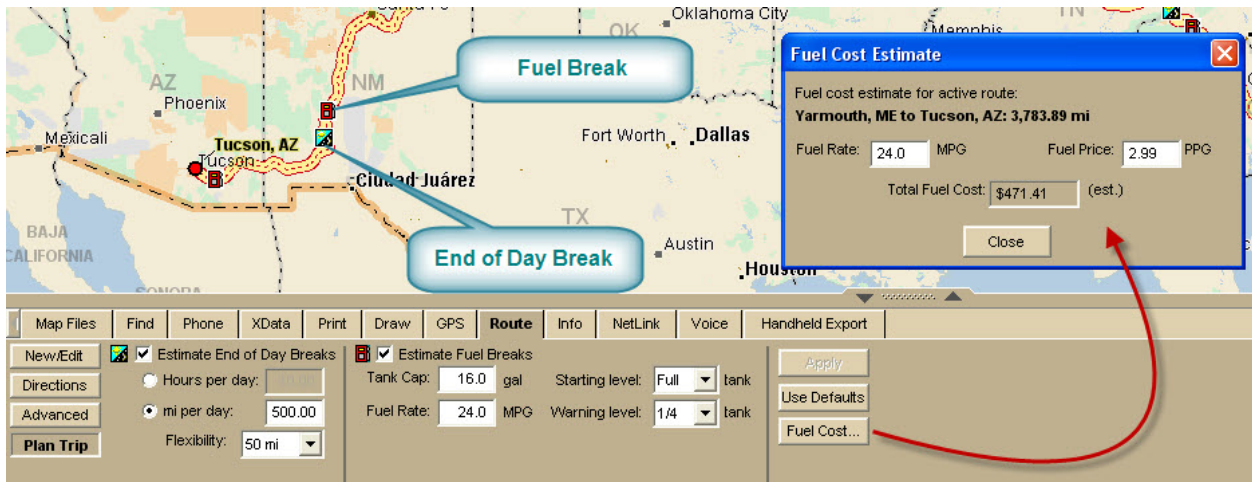 Santa Fe
Oklahoma City
TN
OK
Memphis
Fuel Break
Fuel Cost Estimate
AZ
NM
Phoenix
Fuel cost estimate for active route:
Yarmouth, ME to Tucson, AZ: 3,783.89 mi
Mexicali
Tucson, AZ
Tucson
Fort Worth
Dallas
Fuel Rate: 24.0 MPG Fuel Price: 2.99 PPG
Ciudad Juárez
Total Fuel Cost: $471.41 (est.)
TX
BAJA
CALIFORNIA
End of Day Break
Austin
Close
Houston
SONORA
Map Files Find Phone XData Print Draw GPS Route Info NetLink Voice Handheld Export
New/Edit
Directions
Advanced
Plan Trip
Estimate End of Day Breaks
Hours per day:
mi per day: 500.00
Flexibility: 50 mi
Estimate Fuel Breaks
Tank Cap: 16.0 gal Starting level: Full tank
Fuel Rate: 24.0 MPG Warning level: 1/4 tank
Apply
Use Defaults
Fuel Cost...